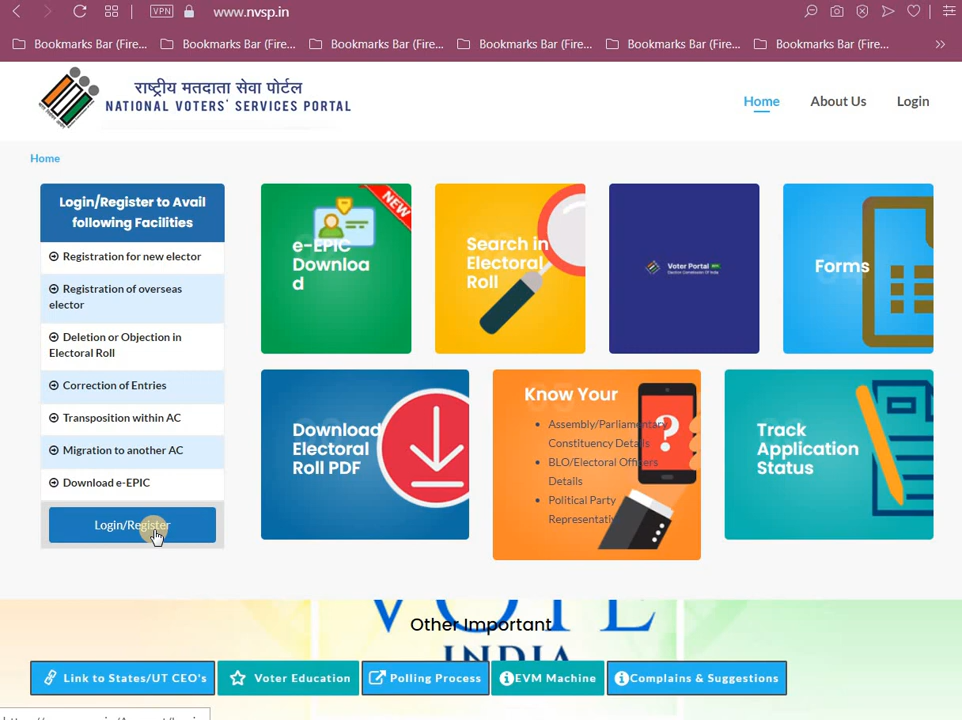 VPN
www.nvsp.in
Bookmarks Bar (Fire...
Bookmarks Bar (Fire...
Bookmarks Bar (Fire...
Bookmarks Bar (Fire...
Bookmarks Bar (Fire...
Bookmarks Bar (Fire...
राष्ट्रीय मतदाता सेवा पोर्टल
NATIONAL VOTERS' SERVICES PORTAL
Home
About Us
Login
Home
Login/Register to Avail
following Facilities
Registration for new elector
Registration of overseas
elector
Deletion or Objection in
Electoral Roll
Correction of Entries
Transposition within AC
Migration to another AC
Download e-EPIC
Login/Register
NEW
e-EPIC
Downloa
d
Search in
Electoral
Roll
Voter Portal
Election Commission Of India
Forms
Download
Electoral
Roll PDF
Know Your
Assembly/Parliamentary
Constituency Details
BLO/Electoral Officers
Details
Political Party
Representativ
Track
Application
Status
VOTE
INDIA
Other Important
Link to States/UT CEO's
Voter Education
Polling Process
EVM Machine
Complains & Suggestions